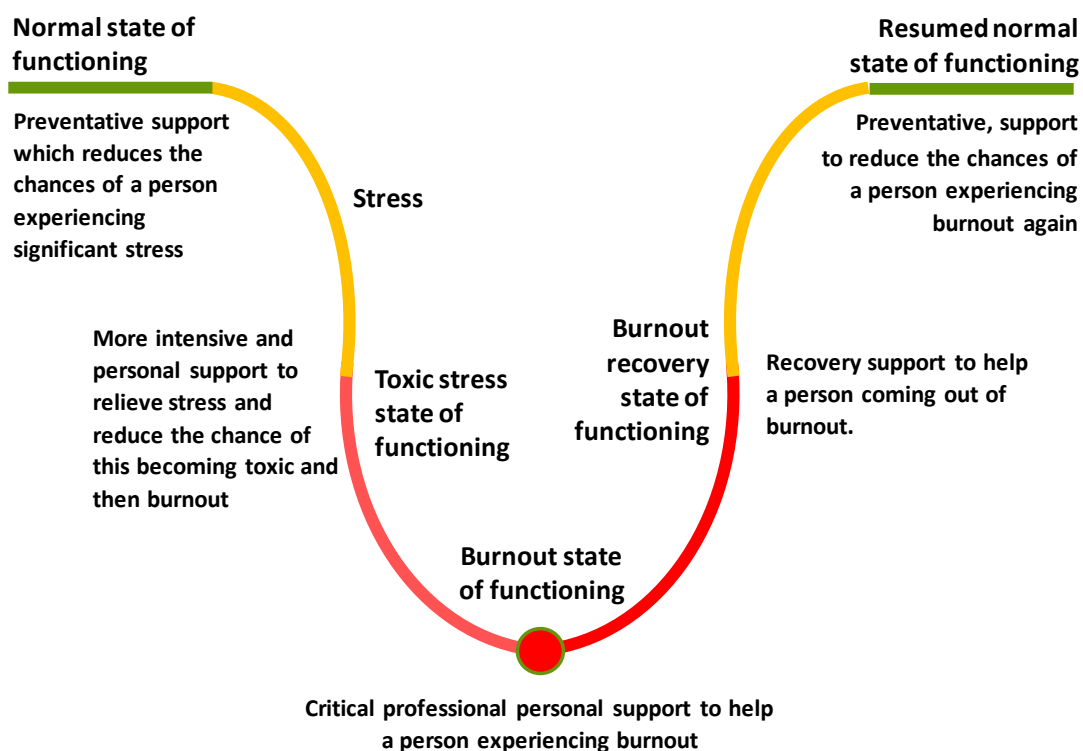 Normal state of
functioning
Preventative support
which reduces the
chances of a person
experiencing
significant stress
Stress
More intensive and
personal support to
relieve stress and
reduce the chance of
this becoming toxic and
then burnout
Toxic stress
state of
functioning
Burnout state
of functioning
Critical professional personal support to help
a person experiencing burnout
Burnout
recovery
state of
functioning
Recovery support to help
a person coming out of
burnout.
Resumed normal
state of functioning
Preventative, support
to reduce the chances of
a person experiencing
burnout again